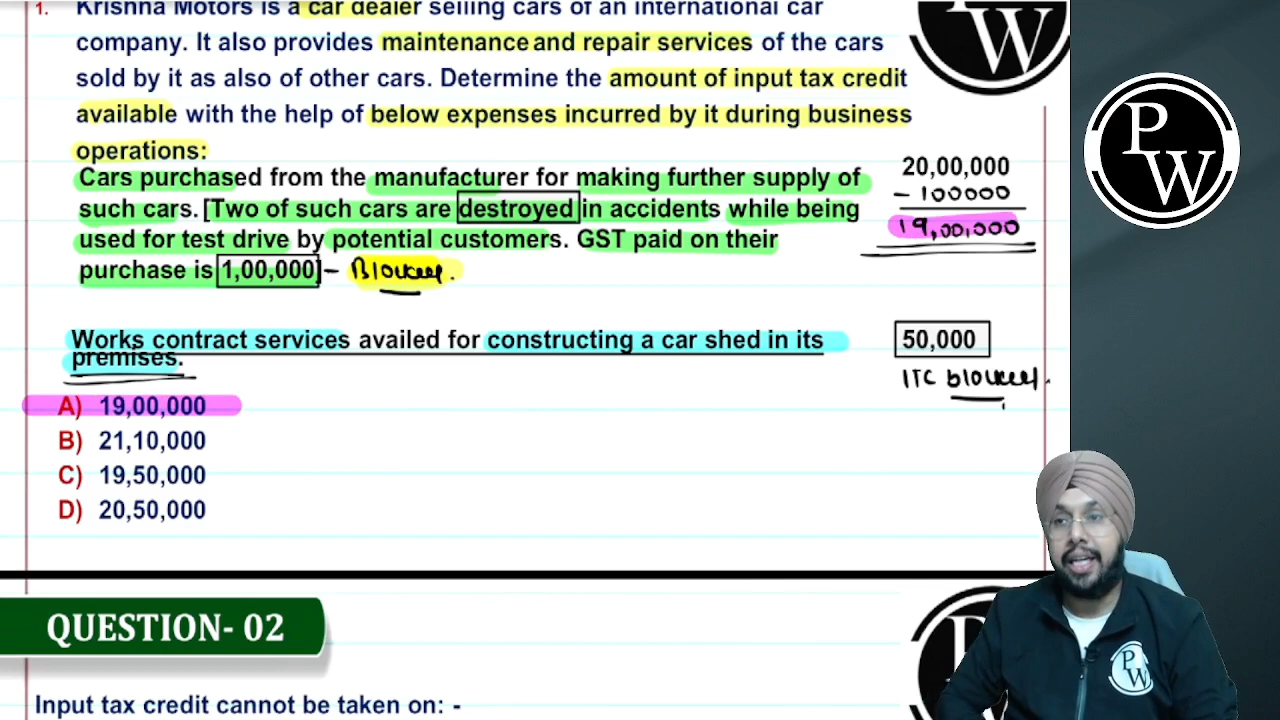 1. Krishna Motors is a car dealer selling cars of an international car
company. It also provides maintenance and repair services of the cars
sold by it as also of other cars. Determine the amount of input tax credit
available with the help of below expenses incurred by it during business
operations:
Cars purchased from the manufacturer for making further supply of
such cars. [Two of such cars are destroyed in accidents while being
used for test drive by potential customers. GST paid on their
purchase is 1,00,000] – Blocked.
20,00,000
- 100000
19,00,000
Works contract services availed for constructing a car shed in its
premises.
50,000
ITC blocked.
A) 19,00,000
B) 21,10,000
C) 19,50,000
D) 20,50,000
QUESTION- 02
Input tax credit cannot be taken on: -
W
P
W
P
P
W